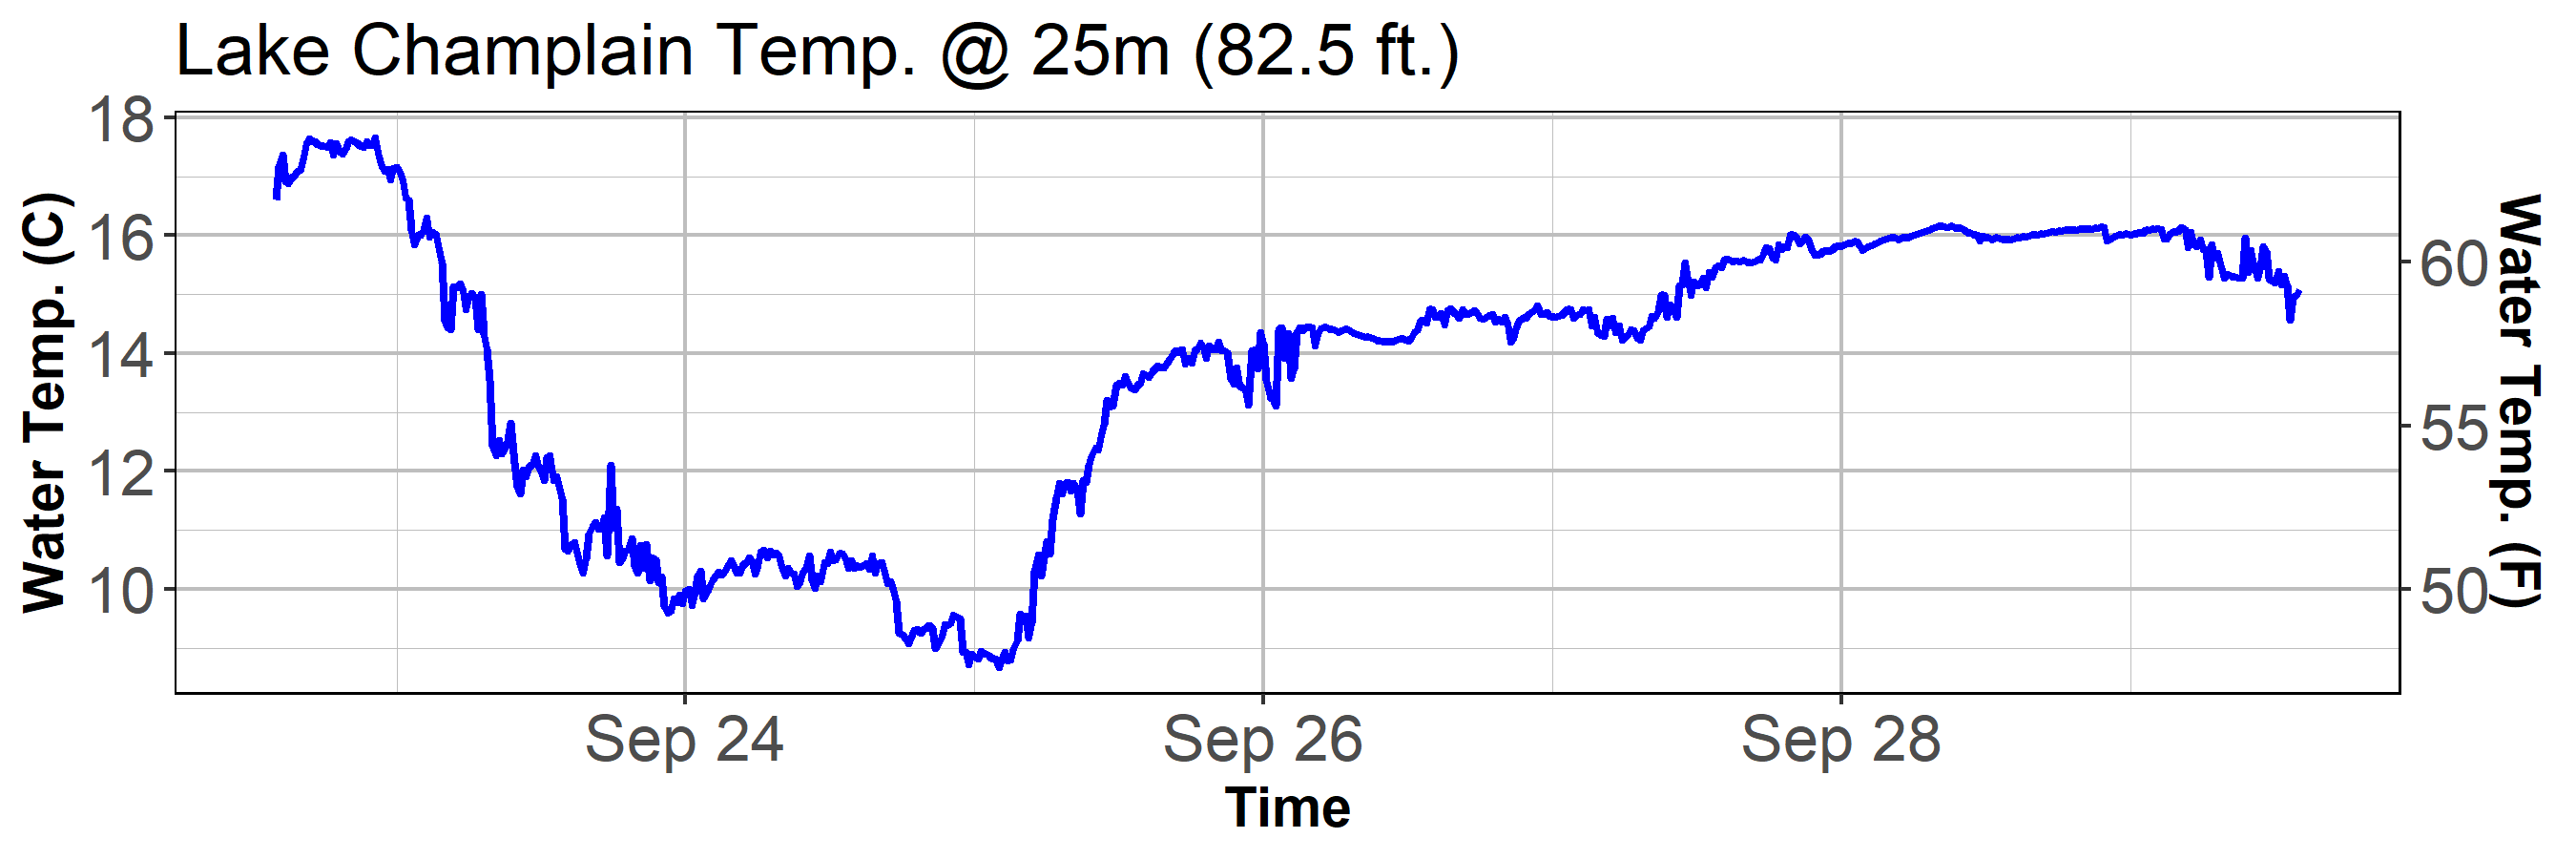 Lake Champlain Temp. @ 25m (82.5 ft.)
Water Temp. (C)
18
16
14
12
10
60
55
50
Water Temp. (F)
Sep 24
Sep 26
Sep 28
Time